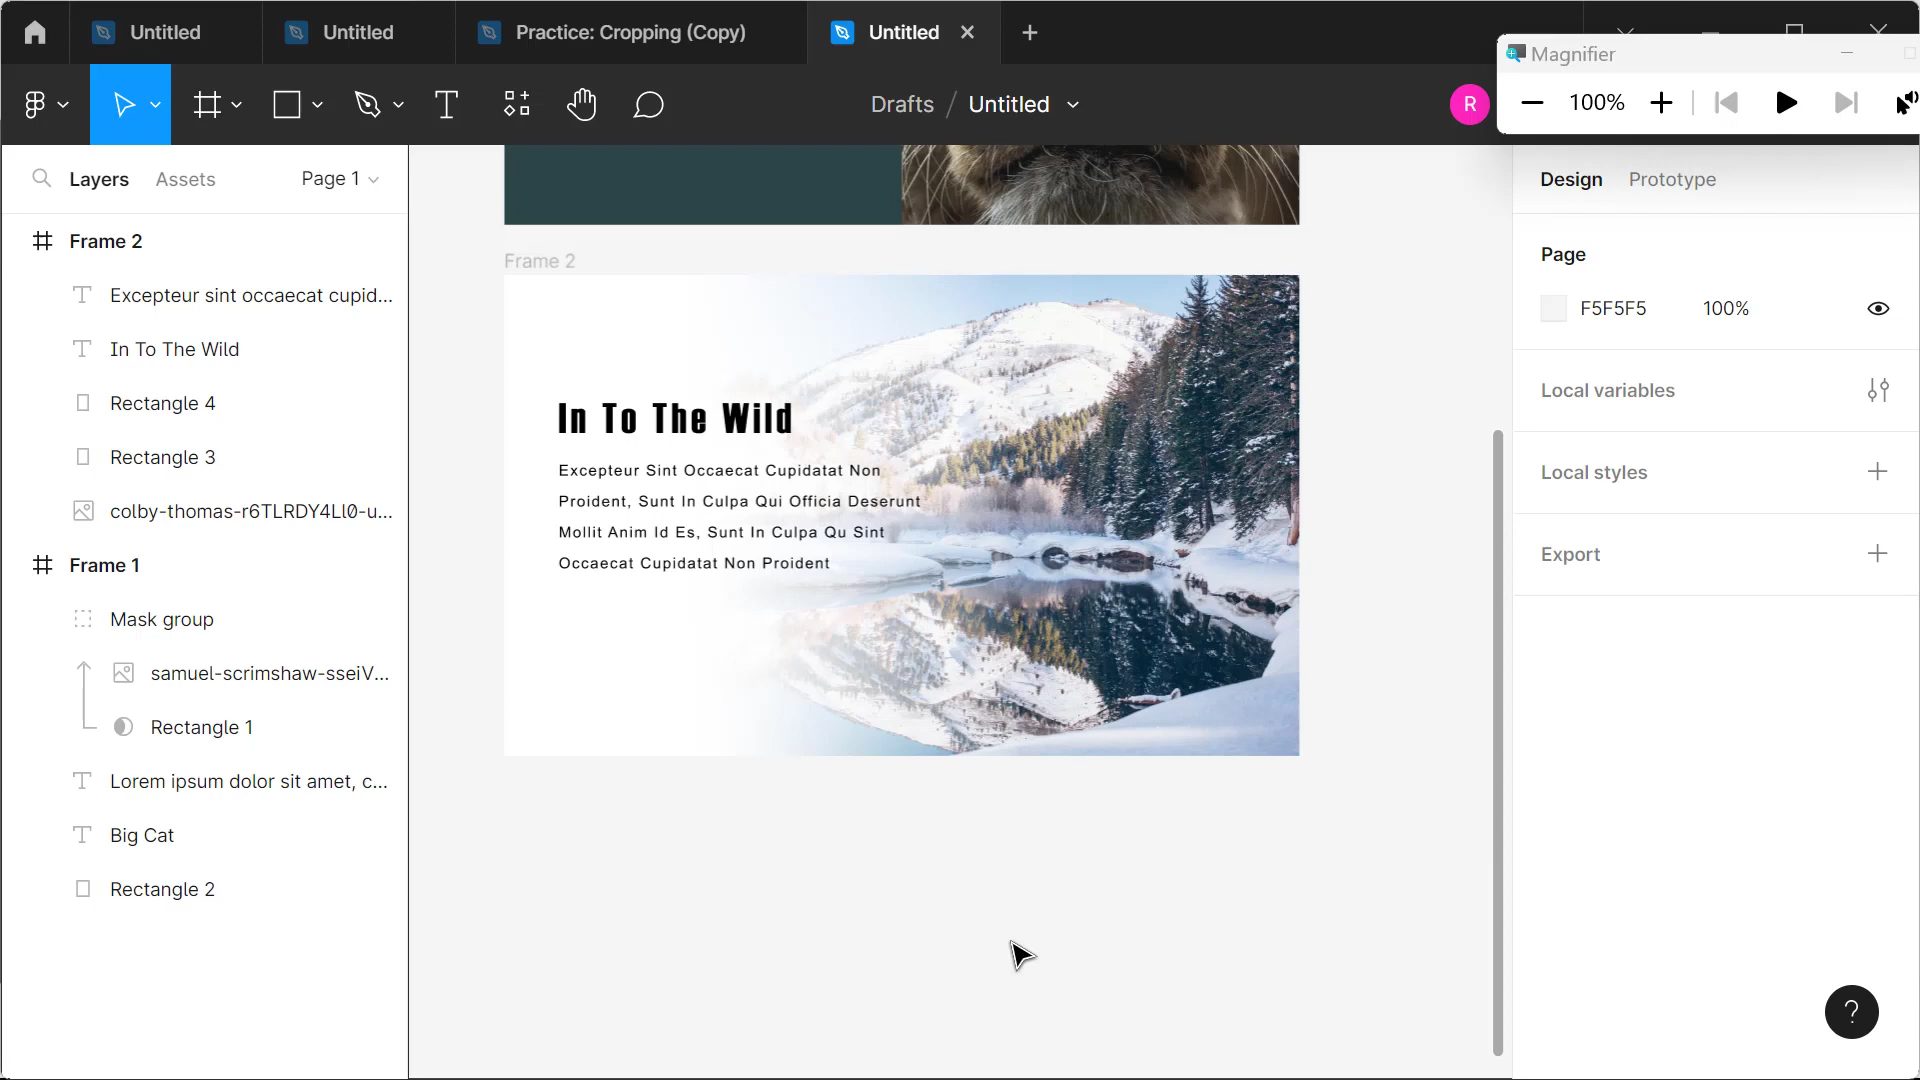 Untitled
Untitled
Practice: Cropping (Copy)
Untitled
Magnifier
Drafts / Untitled
R
100%
Layers
Assets
Page 1
Design
Prototype
Frame 2
Excepteur sint occaecat cupid...
In To The Wild
Rectangle 4
Rectangle 3
colby-thomas-r6TLRDY4Ll0-u...
Frame 1
Mask group
samuel-scrimshaw-sseiV...
Rectangle 1
Lorem ipsum dolor sit amet, c...
Big Cat
Rectangle 2
Frame 2
In To The Wild
Excepteur Sint Occaecat Cupidatat Non
Proident, Sunt In Culpa Qui Officia Deserunt
Mollit Anim Id Es, Sunt In Culpa Qu Sint
Occaecat Cupidatat Non Proident
Page
F5F5F5
100%
Local variables
Local styles
Export
?